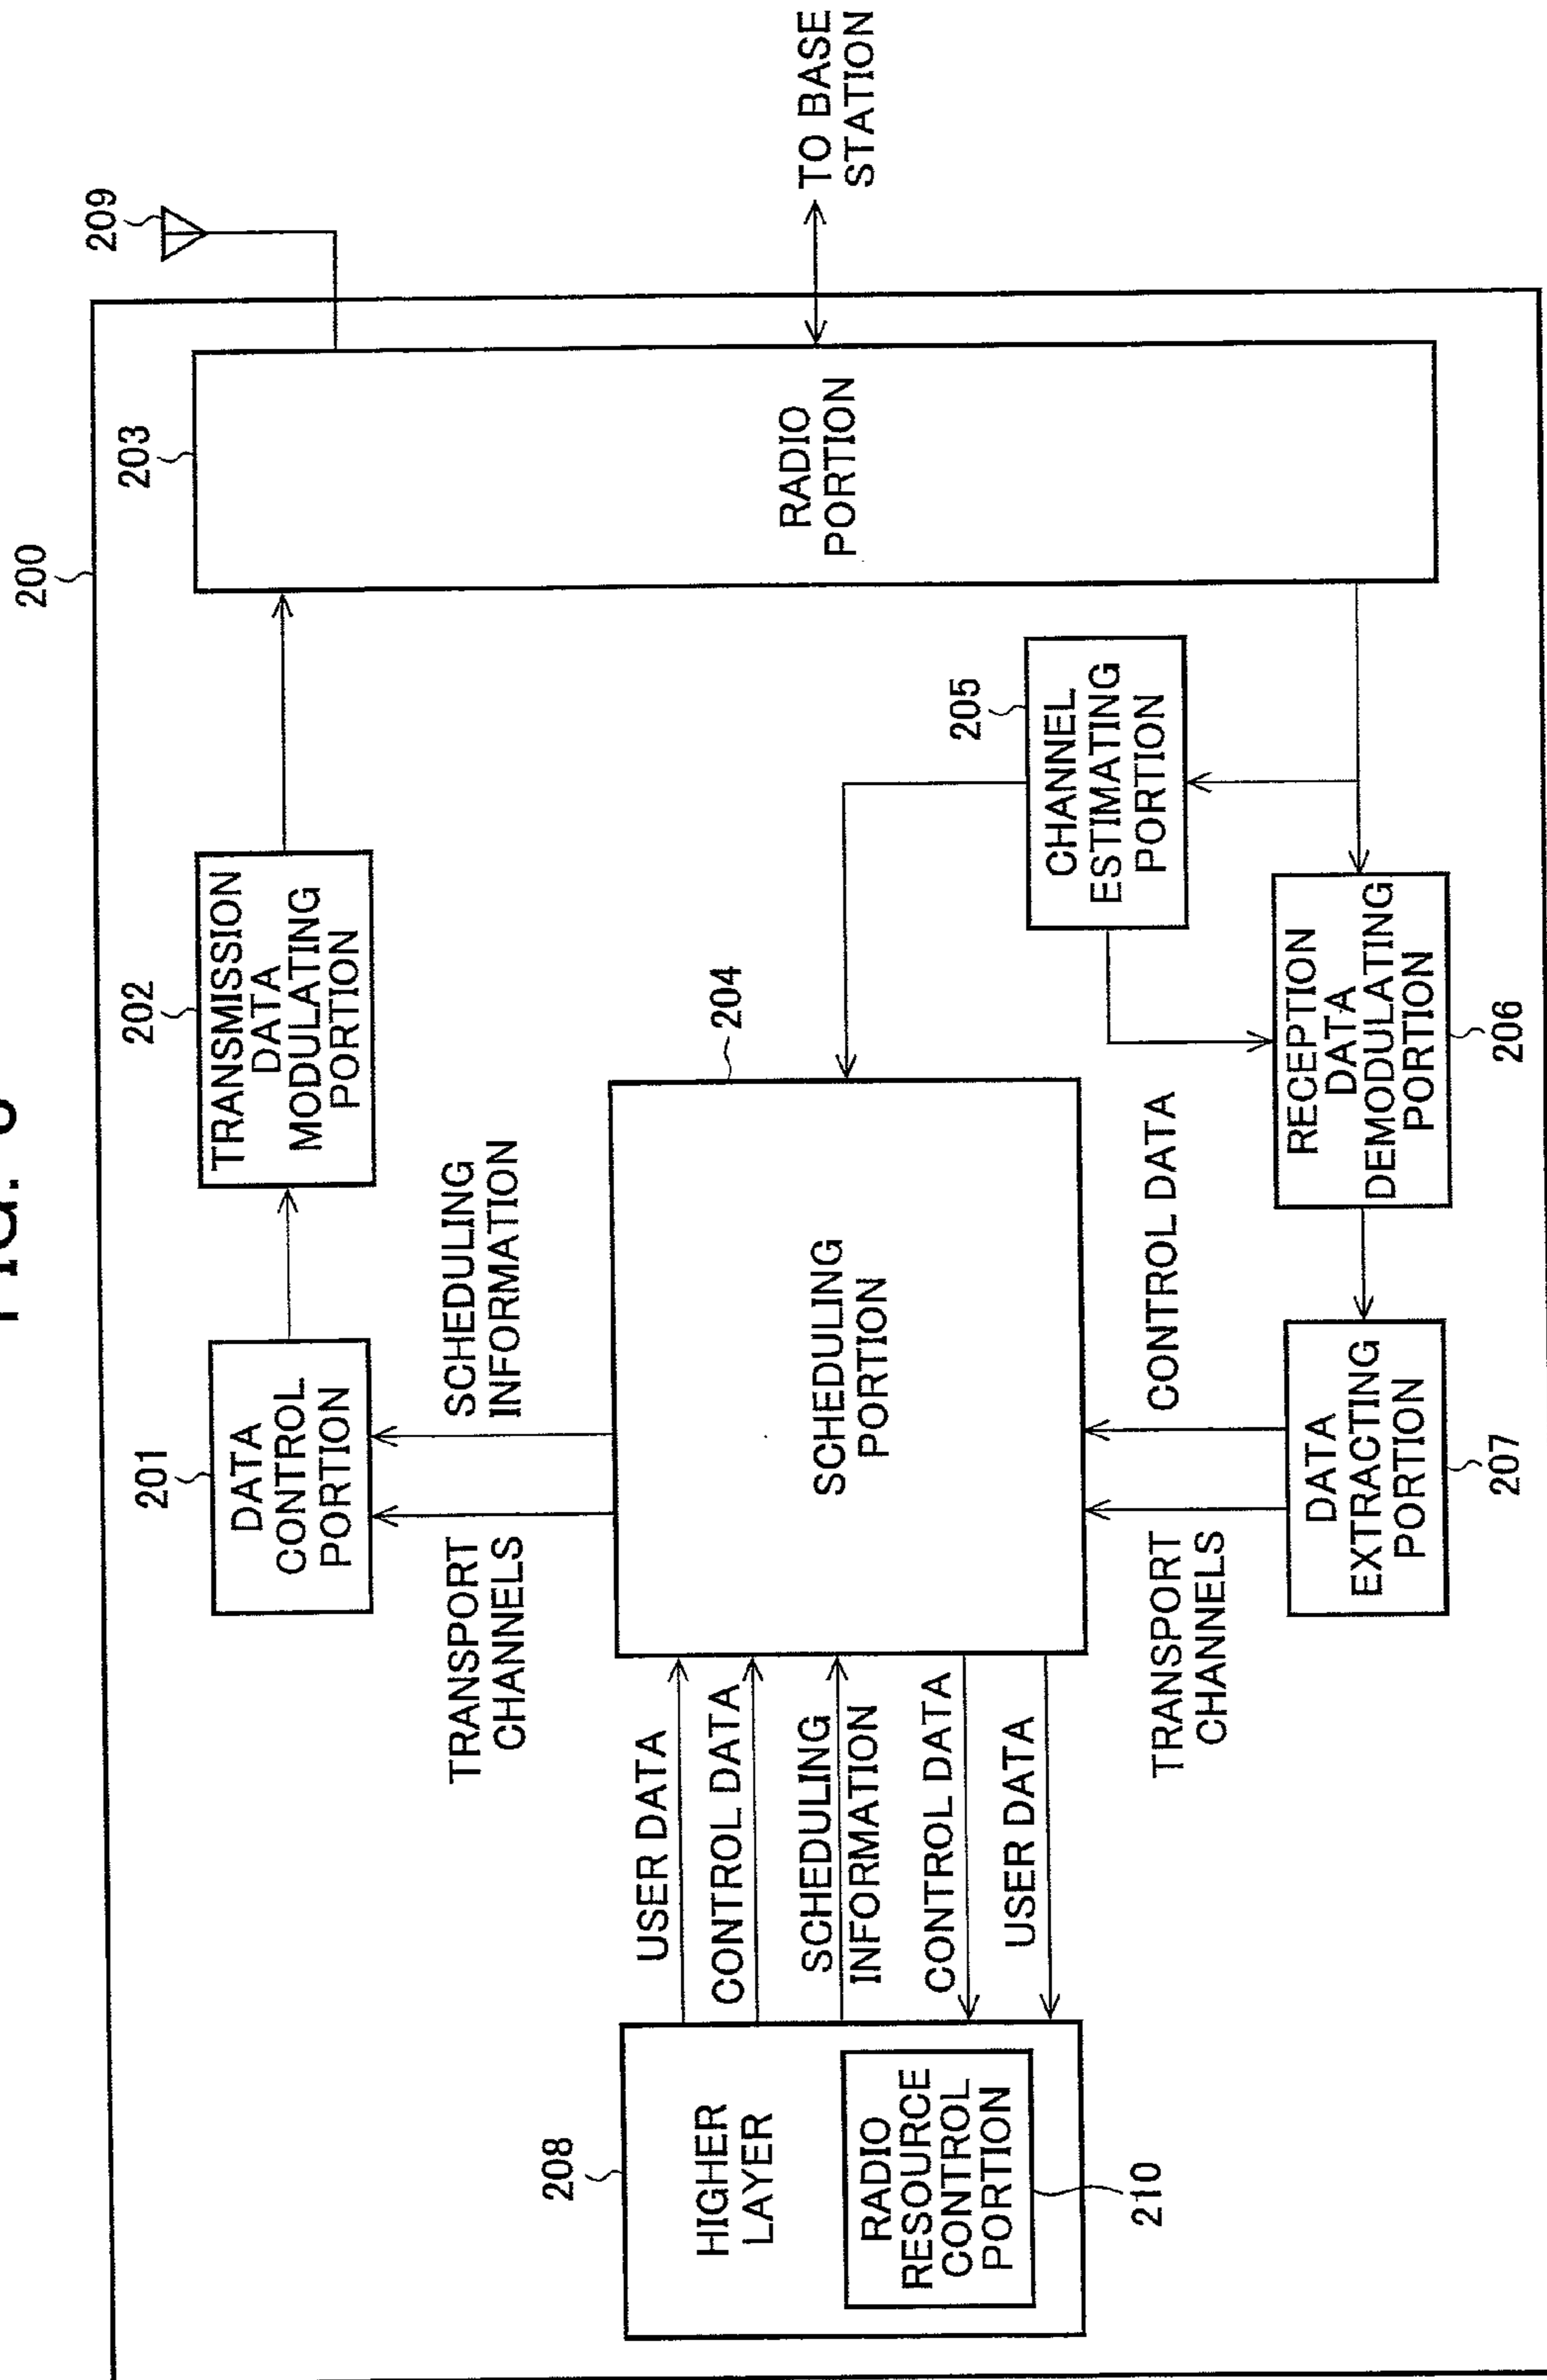 FIG.
200
209
203
202
201
TRANSMISSION
DATA
MODULATING
PORTION
DATA
CONTROL
PORTION
TRANSPORT
CHANNELS
SCHEDULING
INFORMATION
208
204
HIGHER
LAYER
RADIO
RESOURCE
CONTROL
PORTION
210
USER DATA
CONTROL DATA
SCHEDULING
INFORMATION
CONTROL DATA
USER DATA
SCHEDULING
PORTION
RADIO
PORTION
TO BASE
STATION
205
CHANNEL
ESTIMATING
PORTION
TRANSPORT
CHANNELS
CONTROL DATA
DATA
EXTRACTING
PORTION
207
RECEPTION
DATA
DEMODULATING
PORTION
206